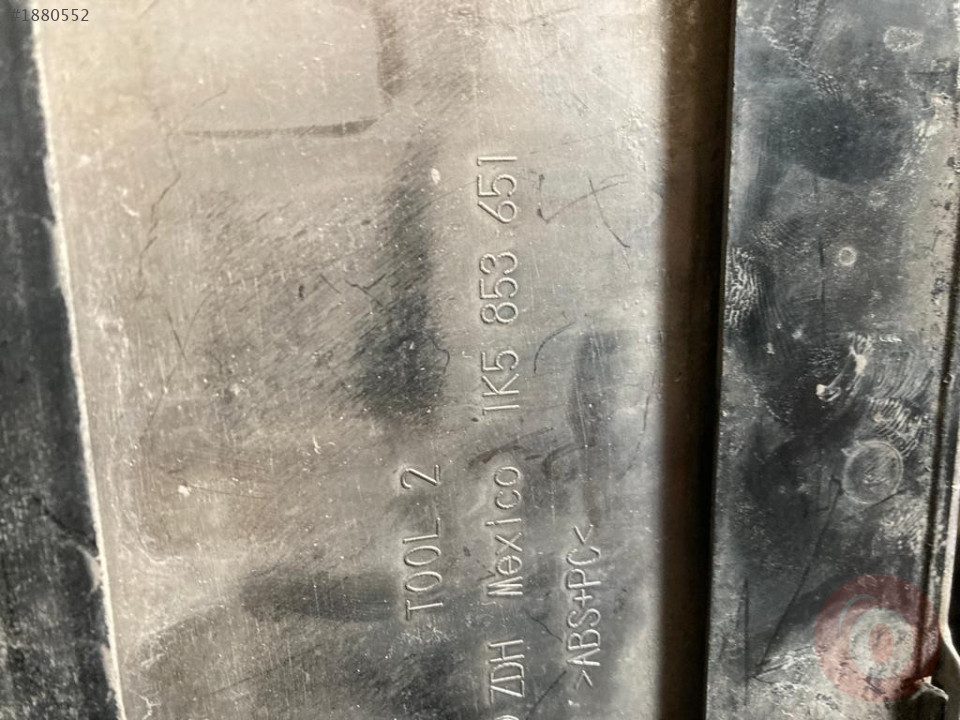 #1880552
TOOL 2
ZDH Mexico 1K5 853 651
>ABS+PC<